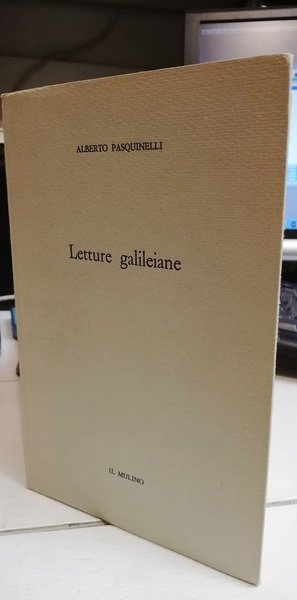 ALBERTO PASQUINELLI
Letture galileiane
IL MULINO